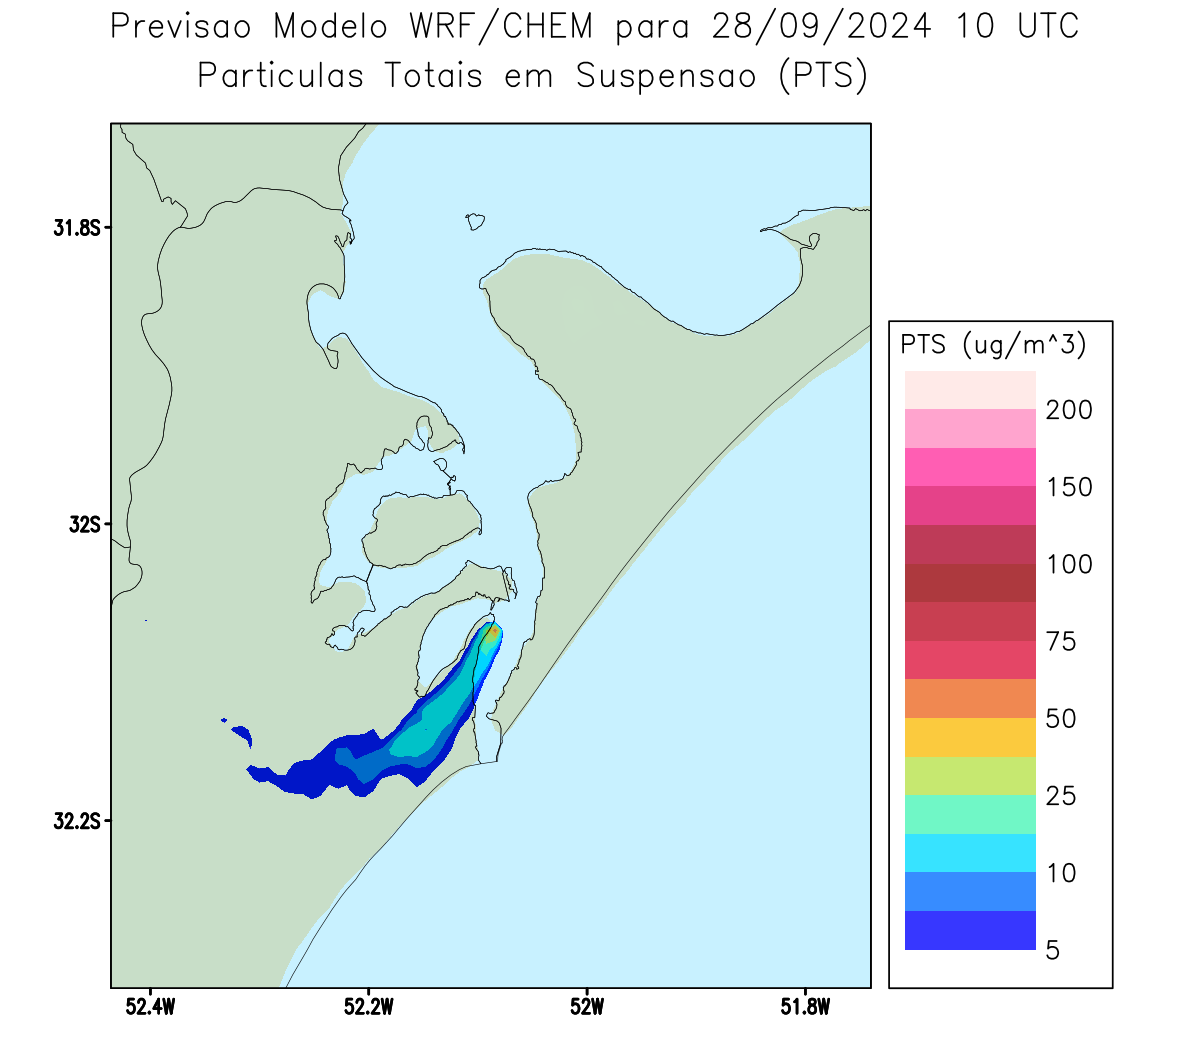 Previsao Modelo WRF/CHEM para 28/09/2024 10 UTC
Particulas Totais em Suspensao (PTS)
31.8S
32S
32.2S
52.4W
52.2W
52W
51.8W
PTS (ug/m^3)
200
150
100
75
50
25
10
5